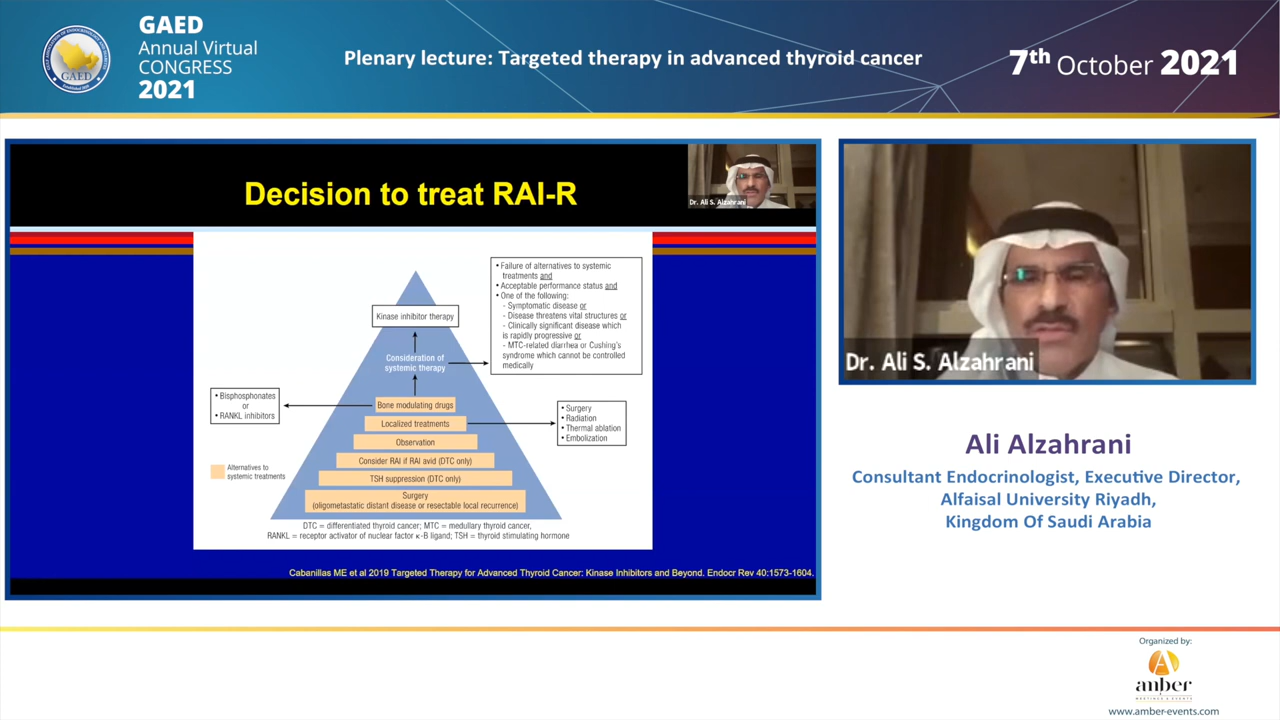 GAED
Annual Virtual
CONGRESS
2021
GAED
Plenary lecture: Targeted therapy in advanced thyroid cancer
7th October 2021
Decision to treat RAI-R
Dr. Ali S. Alzahrani
Kinase inhibitor therapy
Consideration of
systemic therapy
• Failure of alternatives to systemic
treatments and
• Acceptable performance status and
• One of the following:
- Symptomatic disease or
- Disease threatens vital structures or
- Clinically significant disease which
is rapidly progressive or
- MTC-related diarrhea or Cushing's
syndrome which cannot be controlled
medically
• Bisphosphonates
or
• RANKL inhibitors
Bone modulating drugs
Localized treatments
• Surgery
• Radiation
• Thermal ablation
• Embolization
Observation
Consider RAI if RAI avid (DTC only)
TSH suppression (DTC only)
Surgery
(oligometastatic distant disease or resectable local recurrence)
Alternatives to
systemic treatments
DTC = differentiated thyroid cancer; MTC = medullary thyroid cancer,
RANKL = receptor activator of nuclear factor κ-B ligand; TSH = thyroid stimulating hormone
Cabanillas ME et al 2019 Targeted Therapy for Advanced Thyroid Cancer: Kinase Inhibitors and Beyond. Endocr Rev 40:1573-1604.
Dr. Ali S. Alzahrani
Ali Alzahrani
Consultant Endocrinologist, Executive Director,
Alfaisal University Riyadh,
Kingdom Of Saudi Arabia
Organized by:
anber
www.amber-events.com